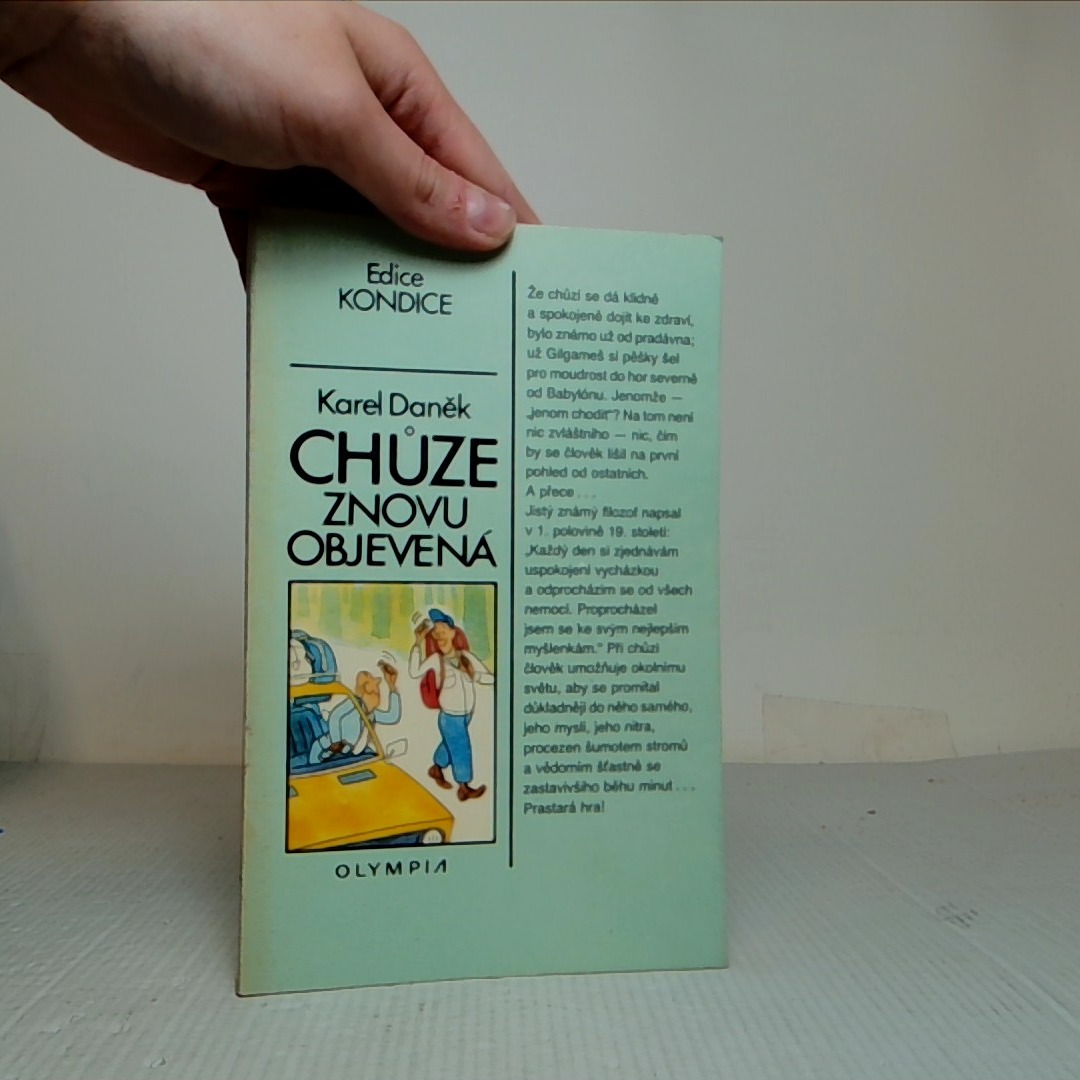 Edice
KONDICE
Karel Daněk
CHŮZE
ZNOVU
OBJEVENÁ
OLYMPIA
Že chůzí se dá klidně
a spokojeně dojít ke zdraví,
bylo známo už od pradávna;
už Gilgameš si pěšky šel
pro moudrost do hor severně
od Babylónu. Jenomže —
„jenom chodit“? Na tom není
nic zvláštního — nic, čím
by se člověk lišil na první
pohled od ostatních.
A přece . . .
Jistý známý filozof napsal
v 1. polovině 19. století:
„Každý den si zjednávám
uspokojení vycházkou
a odprocházím se od všech
nemocí. Proprocházel
jsem se ke svým nejlepším
myšlenkám.“ Při chůzi
člověk umožňuje okolnímu
světu, aby se promítal
důkladněji do něho samého,
jeho mysli, jeho nitra,
procezen šumotem stromů
a vědomím šťastně se
zastavivšího běhu minut . . .
Prastará hra!